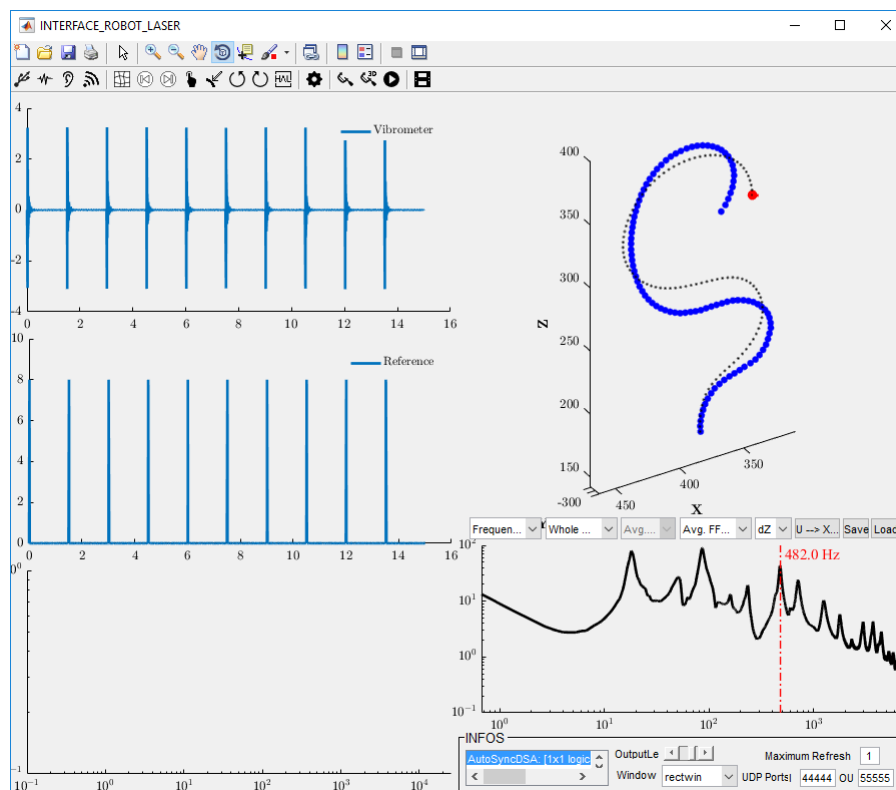 INTERFACE_ROBOT_LASER
4
2
0
-2
-4
Vibrometer
0 2 4 6 8 10 12 14 16
10
8
6
4
2
0
Reference
0 2 4 6 8 10 12 14 16
10^0
10^-1
10^-1 10^0 10^1 10^2 10^3 10^4
400
350
300
250
200
150
Z
-300 450 400 350
X
Frequen... Whole ... Avg.... Avg. FF... dZ U --> X... Save Load
482.0 Hz
10^2
10^1
10^0
10^-1
10^0 10^1 10^2 10^3
INFOS
AutoSyncDSA: [1x1 logic
OutputLe
Maximum Refresh 1
Window rectwin UDP Ports| 44444 OU 55555